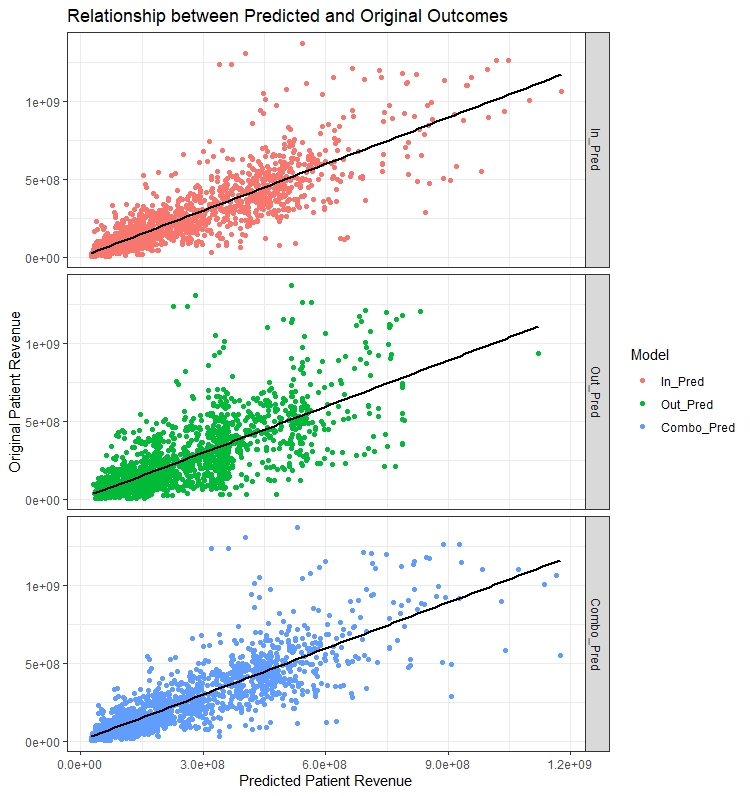 Relationship between Predicted and Original Outcomes
1e+09
5e+08
0e+00
In_Pred
1e+09
5e+08
0e+00
Out_Pred
1e+09
5e+08
0e+00
Combo_Pred
Original Patient Revenue
0.0e+00 3.0e+08 6.0e+08 9.0e+08 1.2e+09
Predicted Patient Revenue
Model
In_Pred
Out_Pred
Combo_Pred